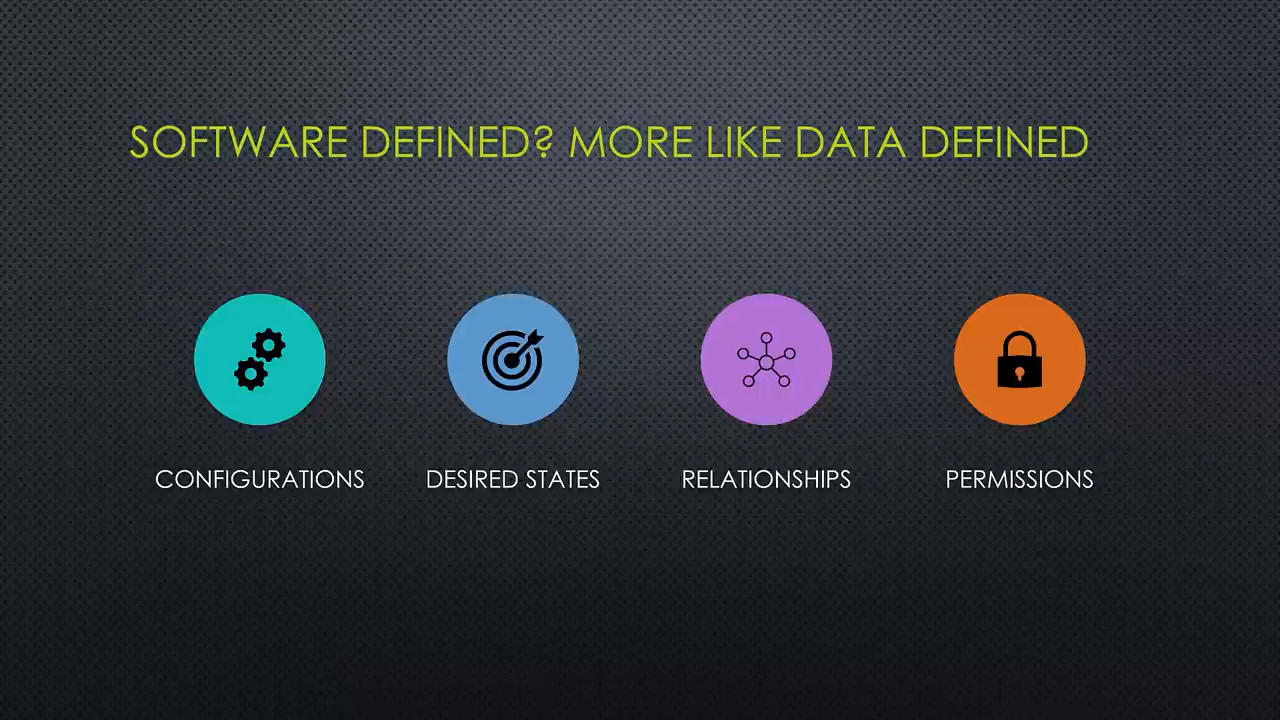 SOFTWARE DEFINED? MORE LIKE DATA DEFINED
CONFIGURATIONS
DESIRED STATES
RELATIONSHIPS
PERMISSIONS